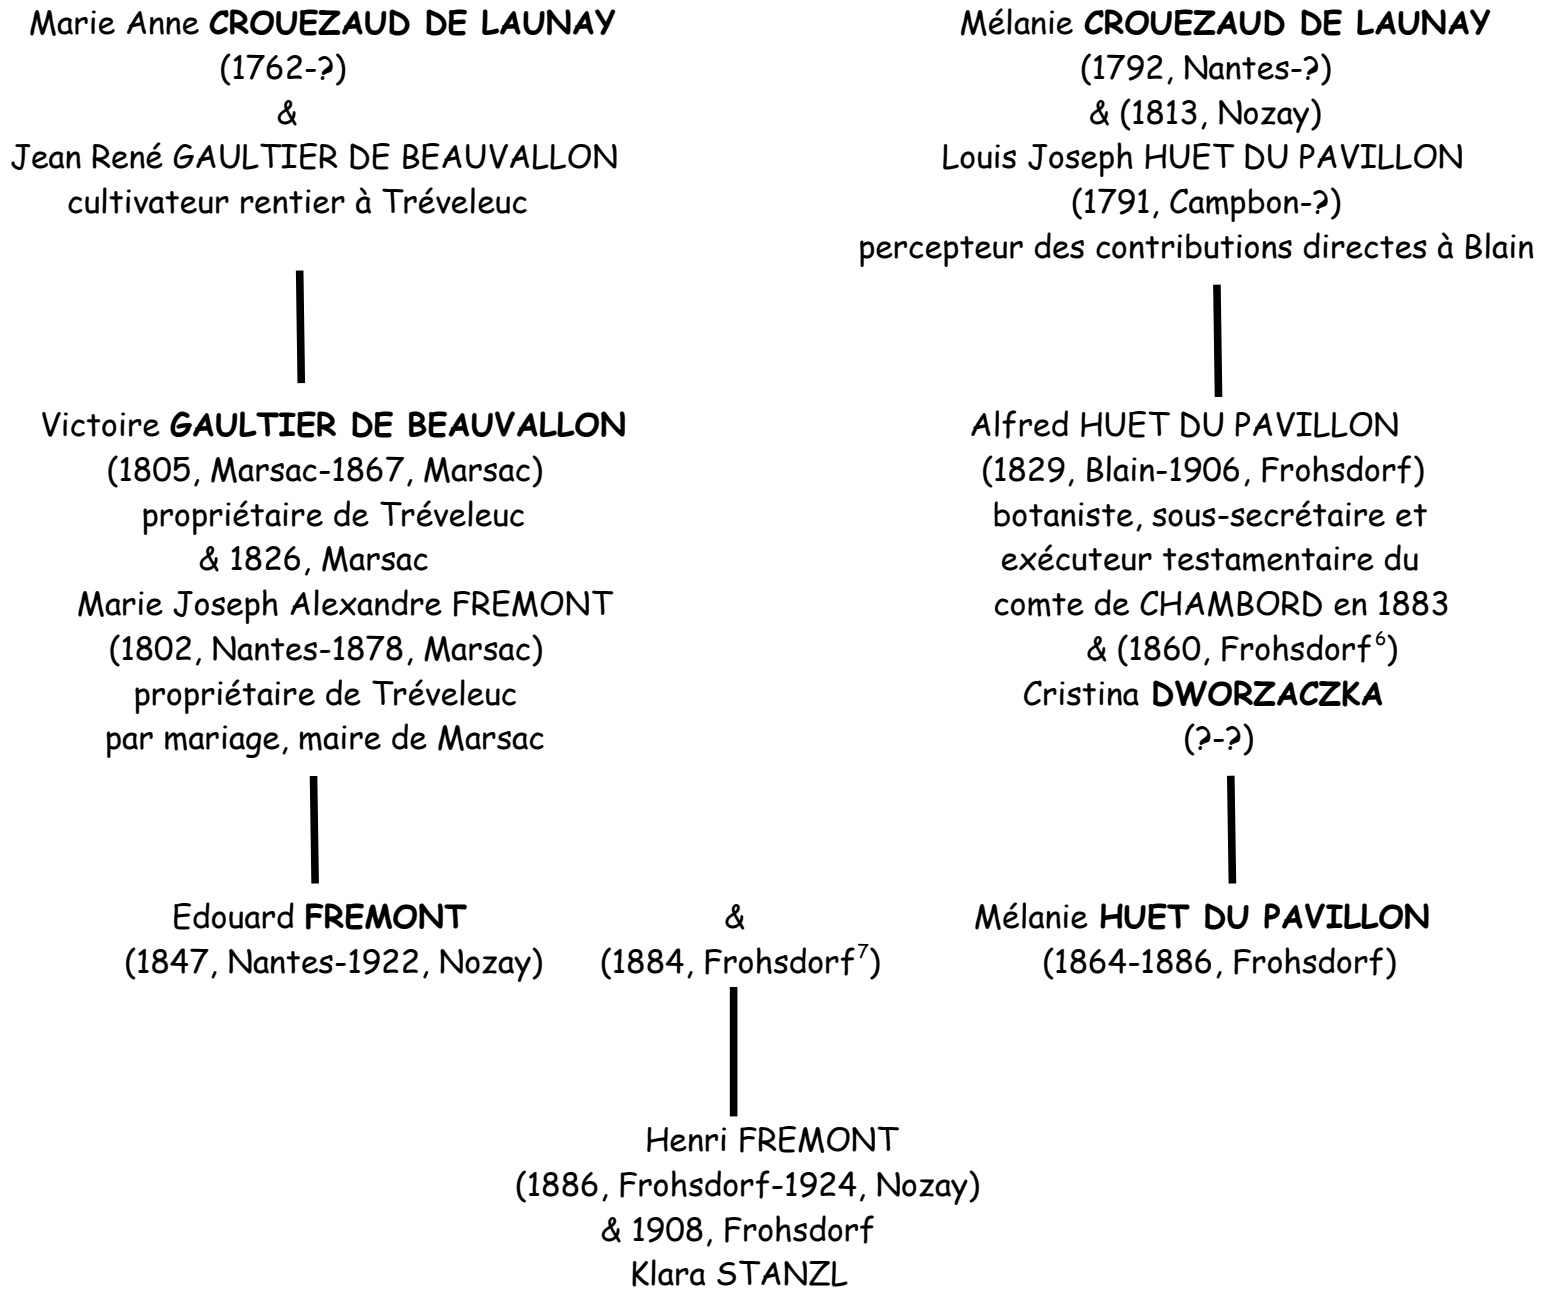 Marie Anne CROUEZAUD DE LAUNAY
(1762-?)
&
Jean René GAULTIER DE BEAUVALLON
cultivateur rentier à Tréveleuc
Mélanie CROUEZAUD DE LAUNAY
(1792, Nantes-?)
& (1813, Nozay)
Louis Joseph HUET DU PAVILLON
(1791, Campbon-?)
percepteur des contributions directes à Blain
Victoire GAULTIER DE BEAUVALLON
(1805, Marsac-1867, Marsac)
propriétaire de Tréveleuc
& 1826, Marsac
Marie Joseph Alexandre FREMONT
(1802, Nantes-1878, Marsac)
propriétaire de Tréveleuc
par mariage, maire de Marsac
Alfred HUET DU PAVILLON
(1829, Blain-1906, Frohsdorf)
botaniste, sous-secrétaire et
exécuteur testamentaire du
comte de CHAMBORD en 1883
& (1860, Frohsdorf⁶)
Cristina DWORZACZKA
(?-?)
Edouard FREMONT
(1847, Nantes-1922, Nozay)
&
(1884, Frohsdorf⁷)
Mélanie HUET DU PAVILLON
(1864-1886, Frohsdorf)
Henri FREMONT
(1886, Frohsdorf-1924, Nozay)
& 1908, Frohsdorf
Klara STANZL